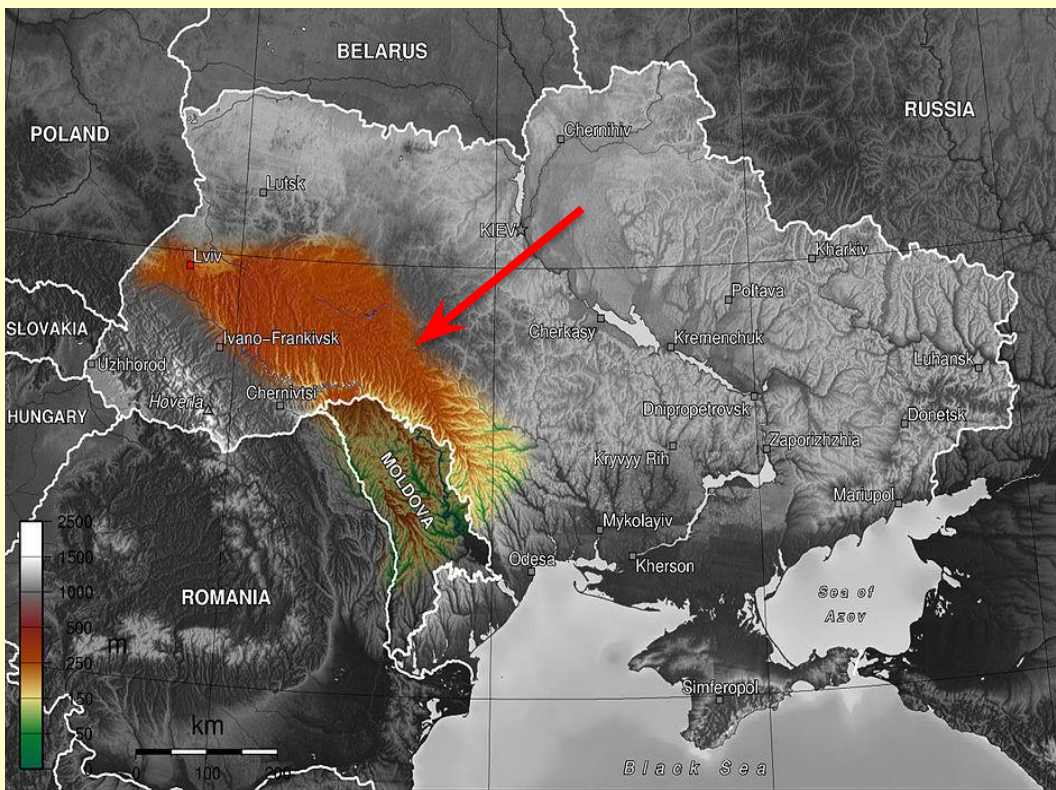 BELARUS
RUSSIA
POLAND
Chernihiv
Lutsk
KIEV
Lviv
Kharkiv
Poltava
SLOVAKIA
Ivano-Frankivsk
Cherkasy
Kremenchuk
Uzhhorod
Luhansk
Chernivtsi
Hoverla
HUNGARY
Dnipropetrovsk
Donetsk
Zaporizhzhia
Kryvyy Rih
MOLDOVA
Mariupol
Mykolayiv
Odesa
Kherson
ROMANIA
Sea of
Azov
Simferopol
Black Sea
2500
1500
1000
500
m
250
150
50
0
km
0 100 200